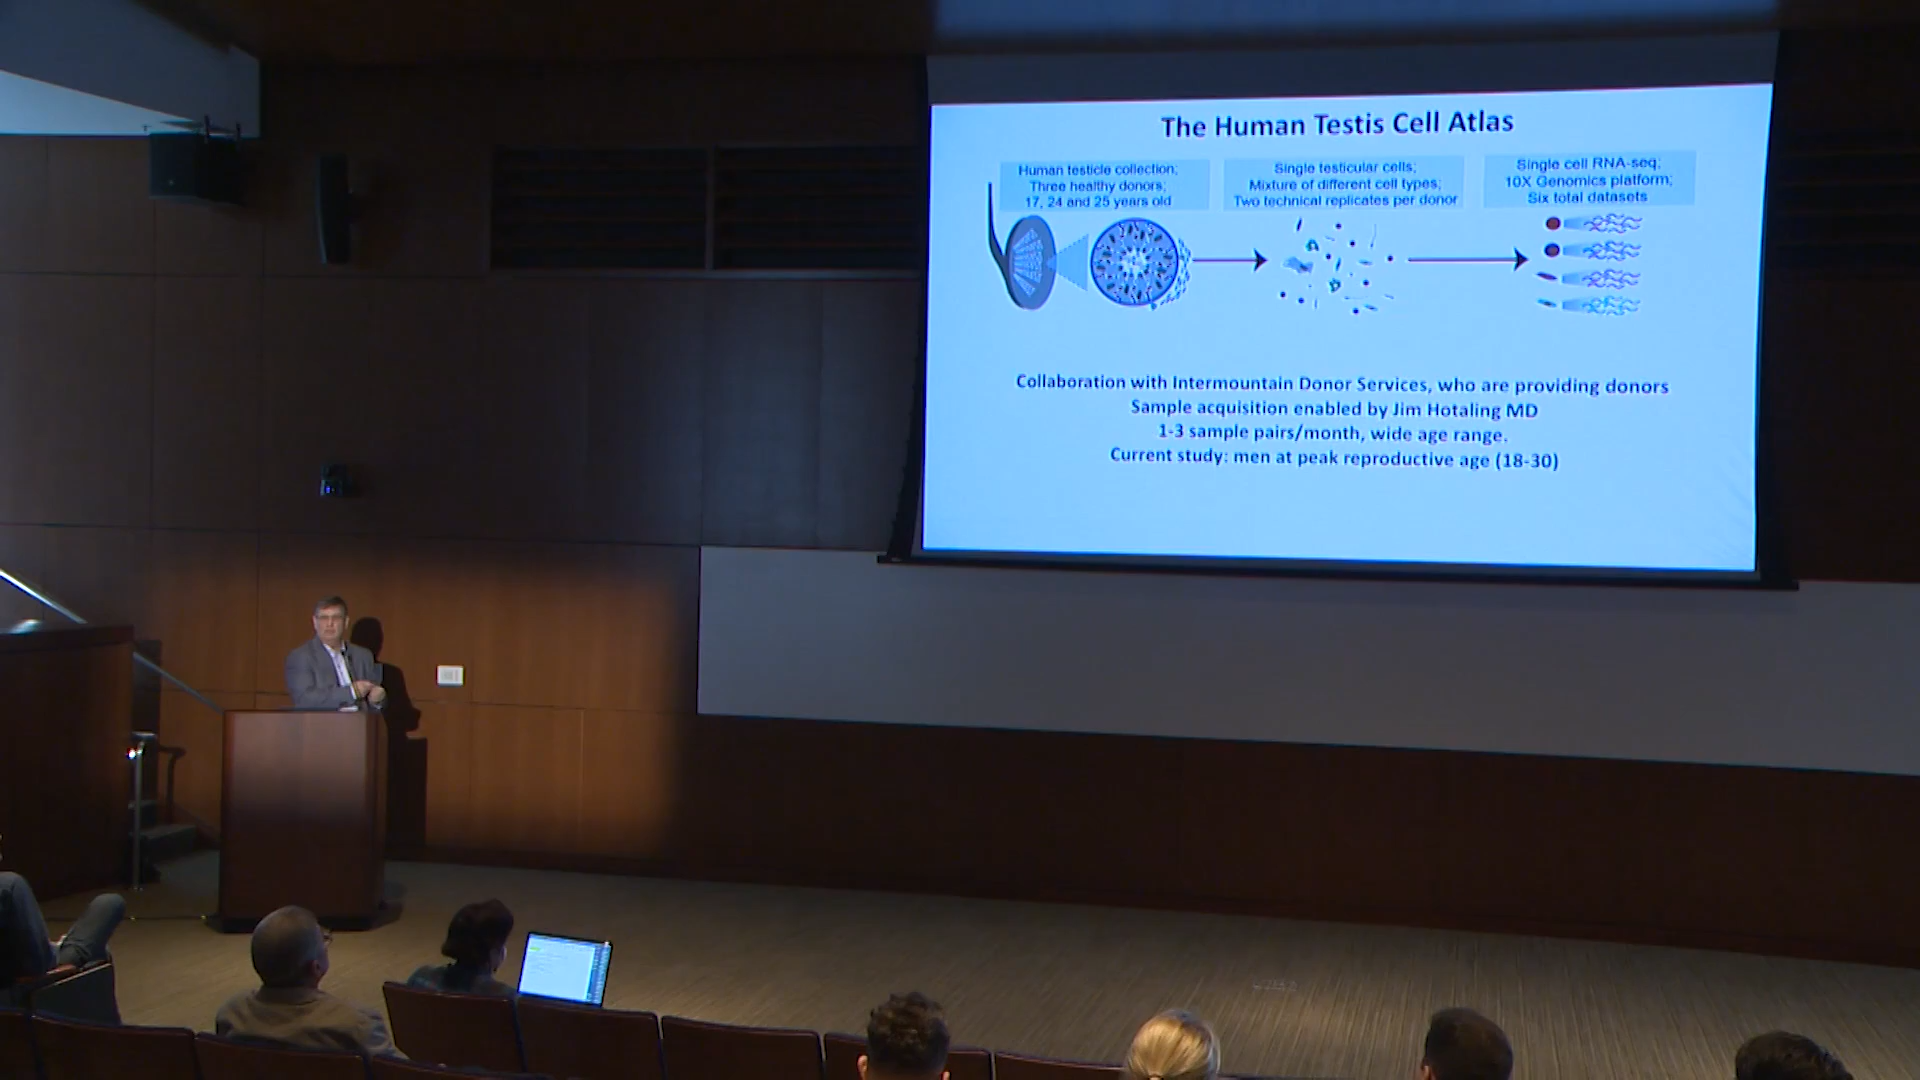 The Human Testis Cell Atlas
Human testicle collection;
Three healthy donors;
17, 24 and 25 years old
Single testicular cells;
Mixture of different cell types;
Two technical replicates per donor
Single cell RNA-seq;
10X Genomics platform;
Six total datasets
Collaboration with Intermountain Donor Services, who are providing donors
Sample acquisition enabled by Jim Hotaling MD
1-3 sample pairs/month, wide age range.
Current study: men at peak reproductive age (18-30)